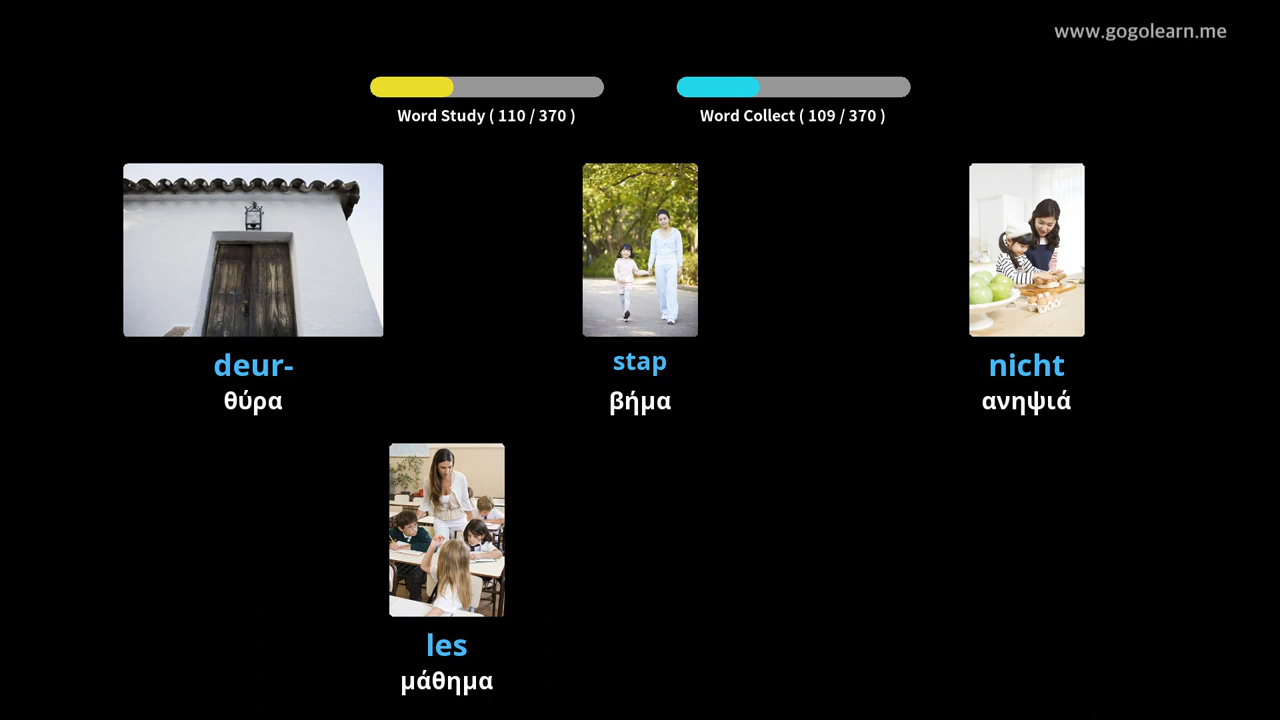 www.gogolearn.me
Word Study ( 110 / 370 )
Word Collect ( 109 / 370 )
deur-
θύρα
stap
βήμα
nicht
ανηψιά
les
μάθημα